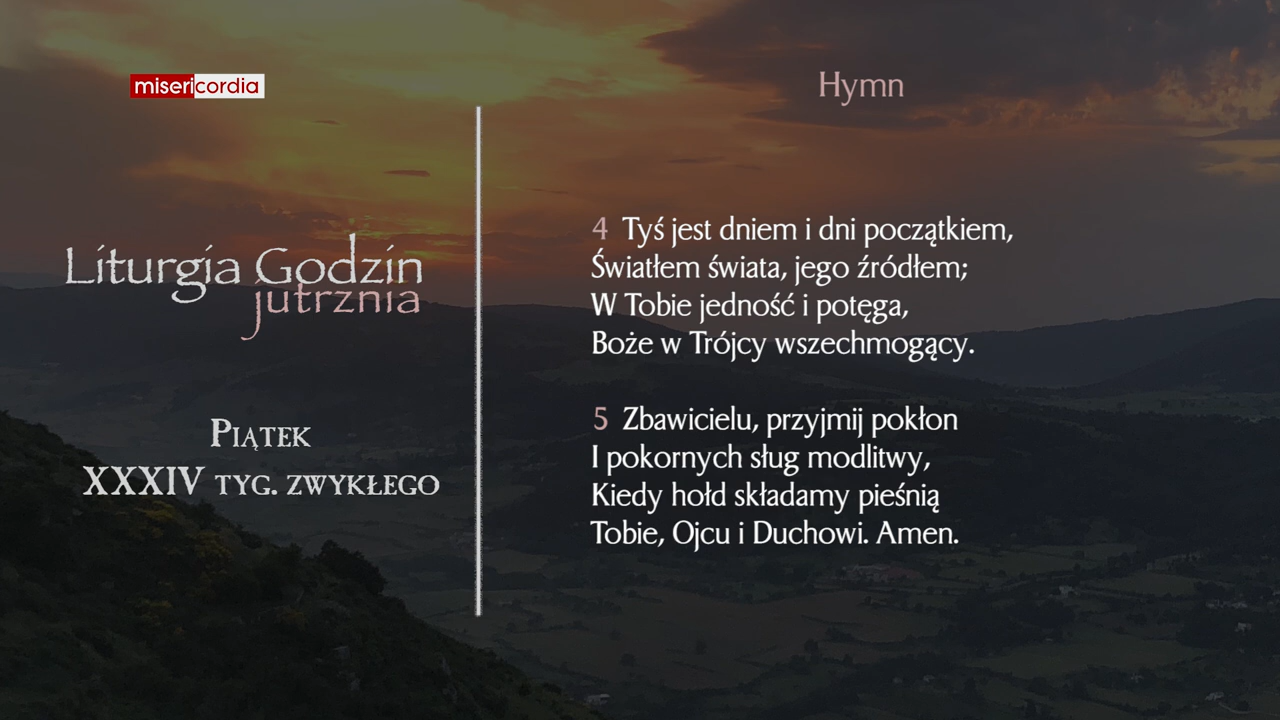 misericordia
Liturgia Godzin
jutrznia
Piątek
XXXIV tyg. zwykłego
Hymn
4 Tyś jest dniem i dni początkiem,
Światłem świata, jego źródłem;
W Tobie jedność i potęga,
Boże w Trójcy wszechmogący.
5 Zbawicielu, przyjmij pokłon
I pokornych sług modlitwy,
Kiedy hołd składamy pieśnią
Tobie, Ojcu i Duchowi. Amen.